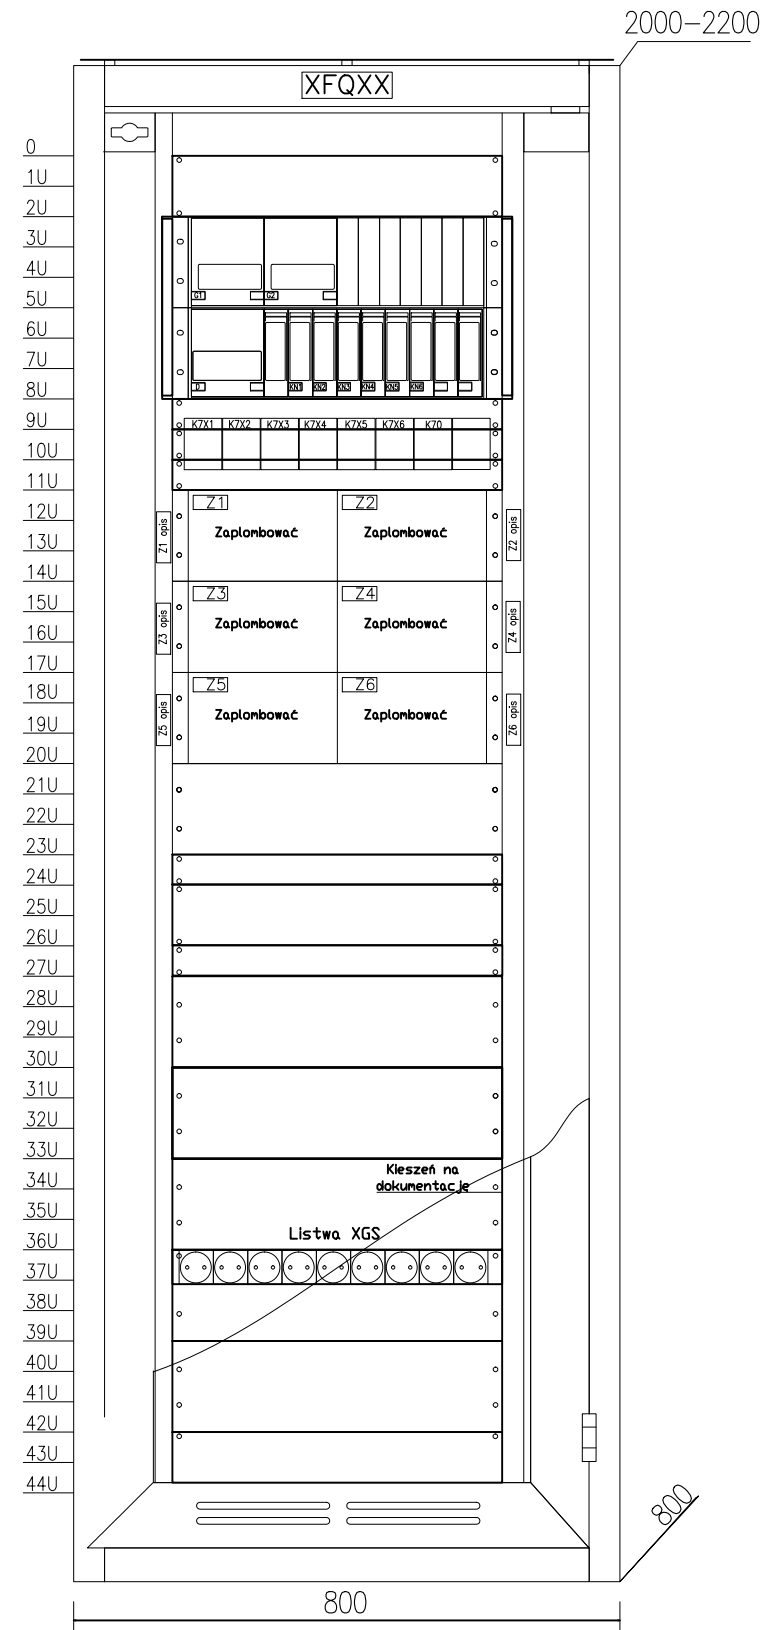 2000-2200
XFQXX
0
1U
2U
3U
4U
G1 G2
5U
6U
7U
D KN1 KN2 KN3 KN4 KN5 KN6
8U
9U
K7X1 K7X2 K7X3 K7X4 K7X5 K7X6 K70
10U
11U
Z1 Z2
12U
Z1 opis
Zaplombować Zaplombować
Z2 opis
13U
14U
Z3 Z4
15U
Z3 opis
Zaplombować Zaplombować
Z4 opis
16U
17U
Z5 Z6
18U
Z5 opis
Zaplombować Zaplombować
Z6 opis
19U
20U
21U
22U
23U
24U
25U
26U
27U
28U
29U
30U
31U
32U
33U
Kieszeń na
34U
dokumentację
35U
Listwa XGS
36U
37U
38U
39U
40U
41U
42U
43U
44U
800
800